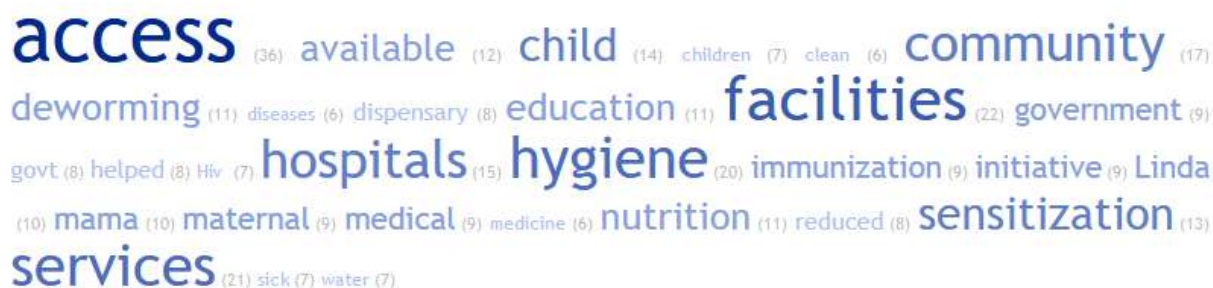 access (36) available (12) child (14) children (7) clean (6) community (17)
deworming (11) diseases (6) dispensary (8) education (11) facilities (22) government (9)
govt (8) helped (8) Hiv (7) hospitals (15) hygiene (20) immunization (9) initiative (9) Linda
(10) mama (10) maternal (9) medical (9) medicine (6) nutrition (11) reduced (8) sensitization (13)
services (21) sick (7) water (7)